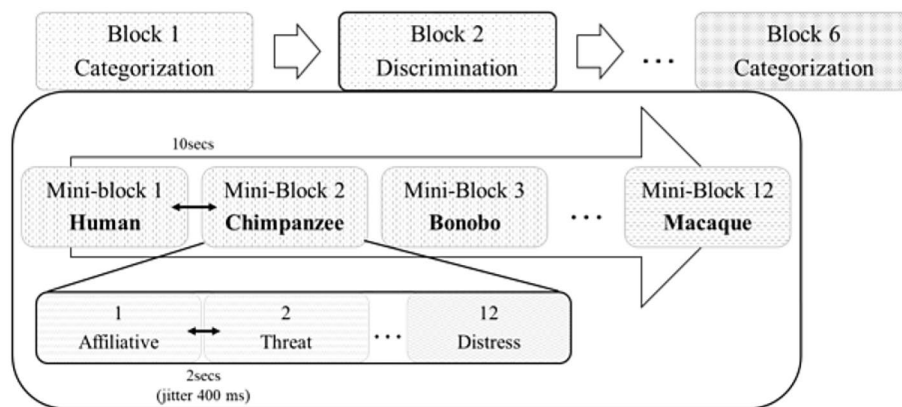 Block 1
Categorization
Block 2
Discrimination
...
Block 6
Categorization
10secs
Mini-block 1
Human
Mini-Block 2
Chimpanzee
Mini-Block 3
Bonobo
...
Mini-Block 12
Macaque
1
Affiliative
2
Threat
...
12
Distress
2secs
(jitter 400 ms)